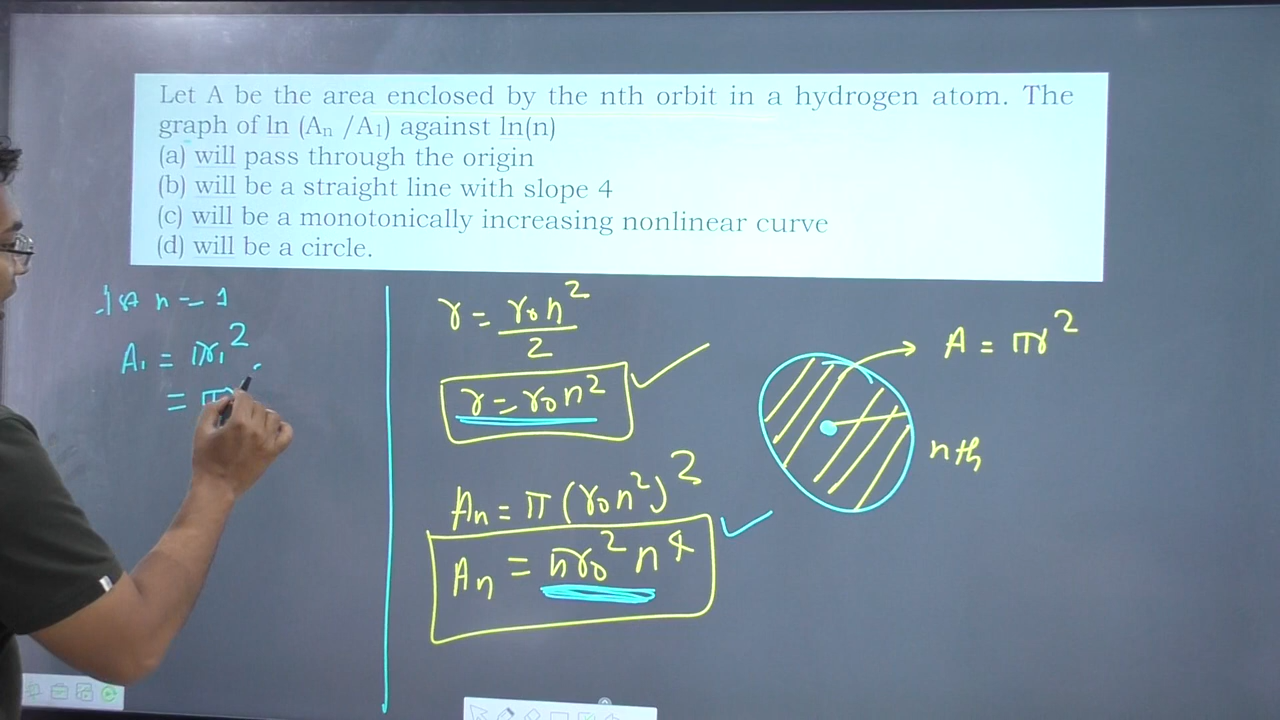 Let A be the area enclosed by the nth orbit in a hydrogen atom. The
graph of ln (Aₙ /A₁) against ln(n)
(a) will pass through the origin
(b) will be a straight line with slope 4
(c) will be a monotonically increasing nonlinear curve
(d) will be a circle.
n = 1
A₁ = πr₁²
= π
r = r₀n²/2
r = r₀n²
Aₙ = π(r₀n²)²
Aₙ = πr₀²n⁴
A = πr²
nth